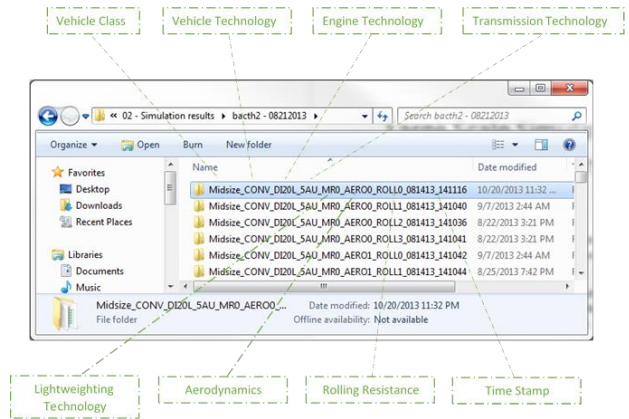 Vehicle Class
Vehicle Technology
Engine Technology
Transmission Technology
« 02 - Simulation results ▸ bacth2 - 08212013 ▸
Search bacth2 - 08212013
Organize
Open
Burn
New folder
Favorites
Desktop
Downloads
Recent Places
Libraries
Documents
Music
Name
Date modified
Midsize_CONV_DI20L_5AU_MR0_AERO0_ROLL0_081413_141116 10/20/2013 11:32 ...
Midsize_CONV_DI20L_5AU_MR0_AERO0_ROLL1_081413_141040 9/7/2013 2:44 AM
Midsize_CONV_DI20L_5AU_MR0_AERO0_ROLL2_081413_141036 8/22/2013 3:21 PM
Midsize_CONV_DI20L_5AU_MR0_AERO0_ROLL3_081413_141041 8/22/2013 3:21 PM
Midsize_CONV_DI20L_5AU_MR0_AERO1_ROLL0_081413_141042 9/7/2013 2:44 AM
Midsize_CONV_DI20L_5AU_MR0_AERO1_ROLL1_081413_141044 8/25/2013 7:42 PM
Midsize_CONV_DI20L_5AU_MR0_AERO0_... Date modified: 10/20/2013 11:32 PM
File folder Offline availability: Not available
Lightweighting
Technology
Aerodynamics
Rolling Resistance
Time Stamp